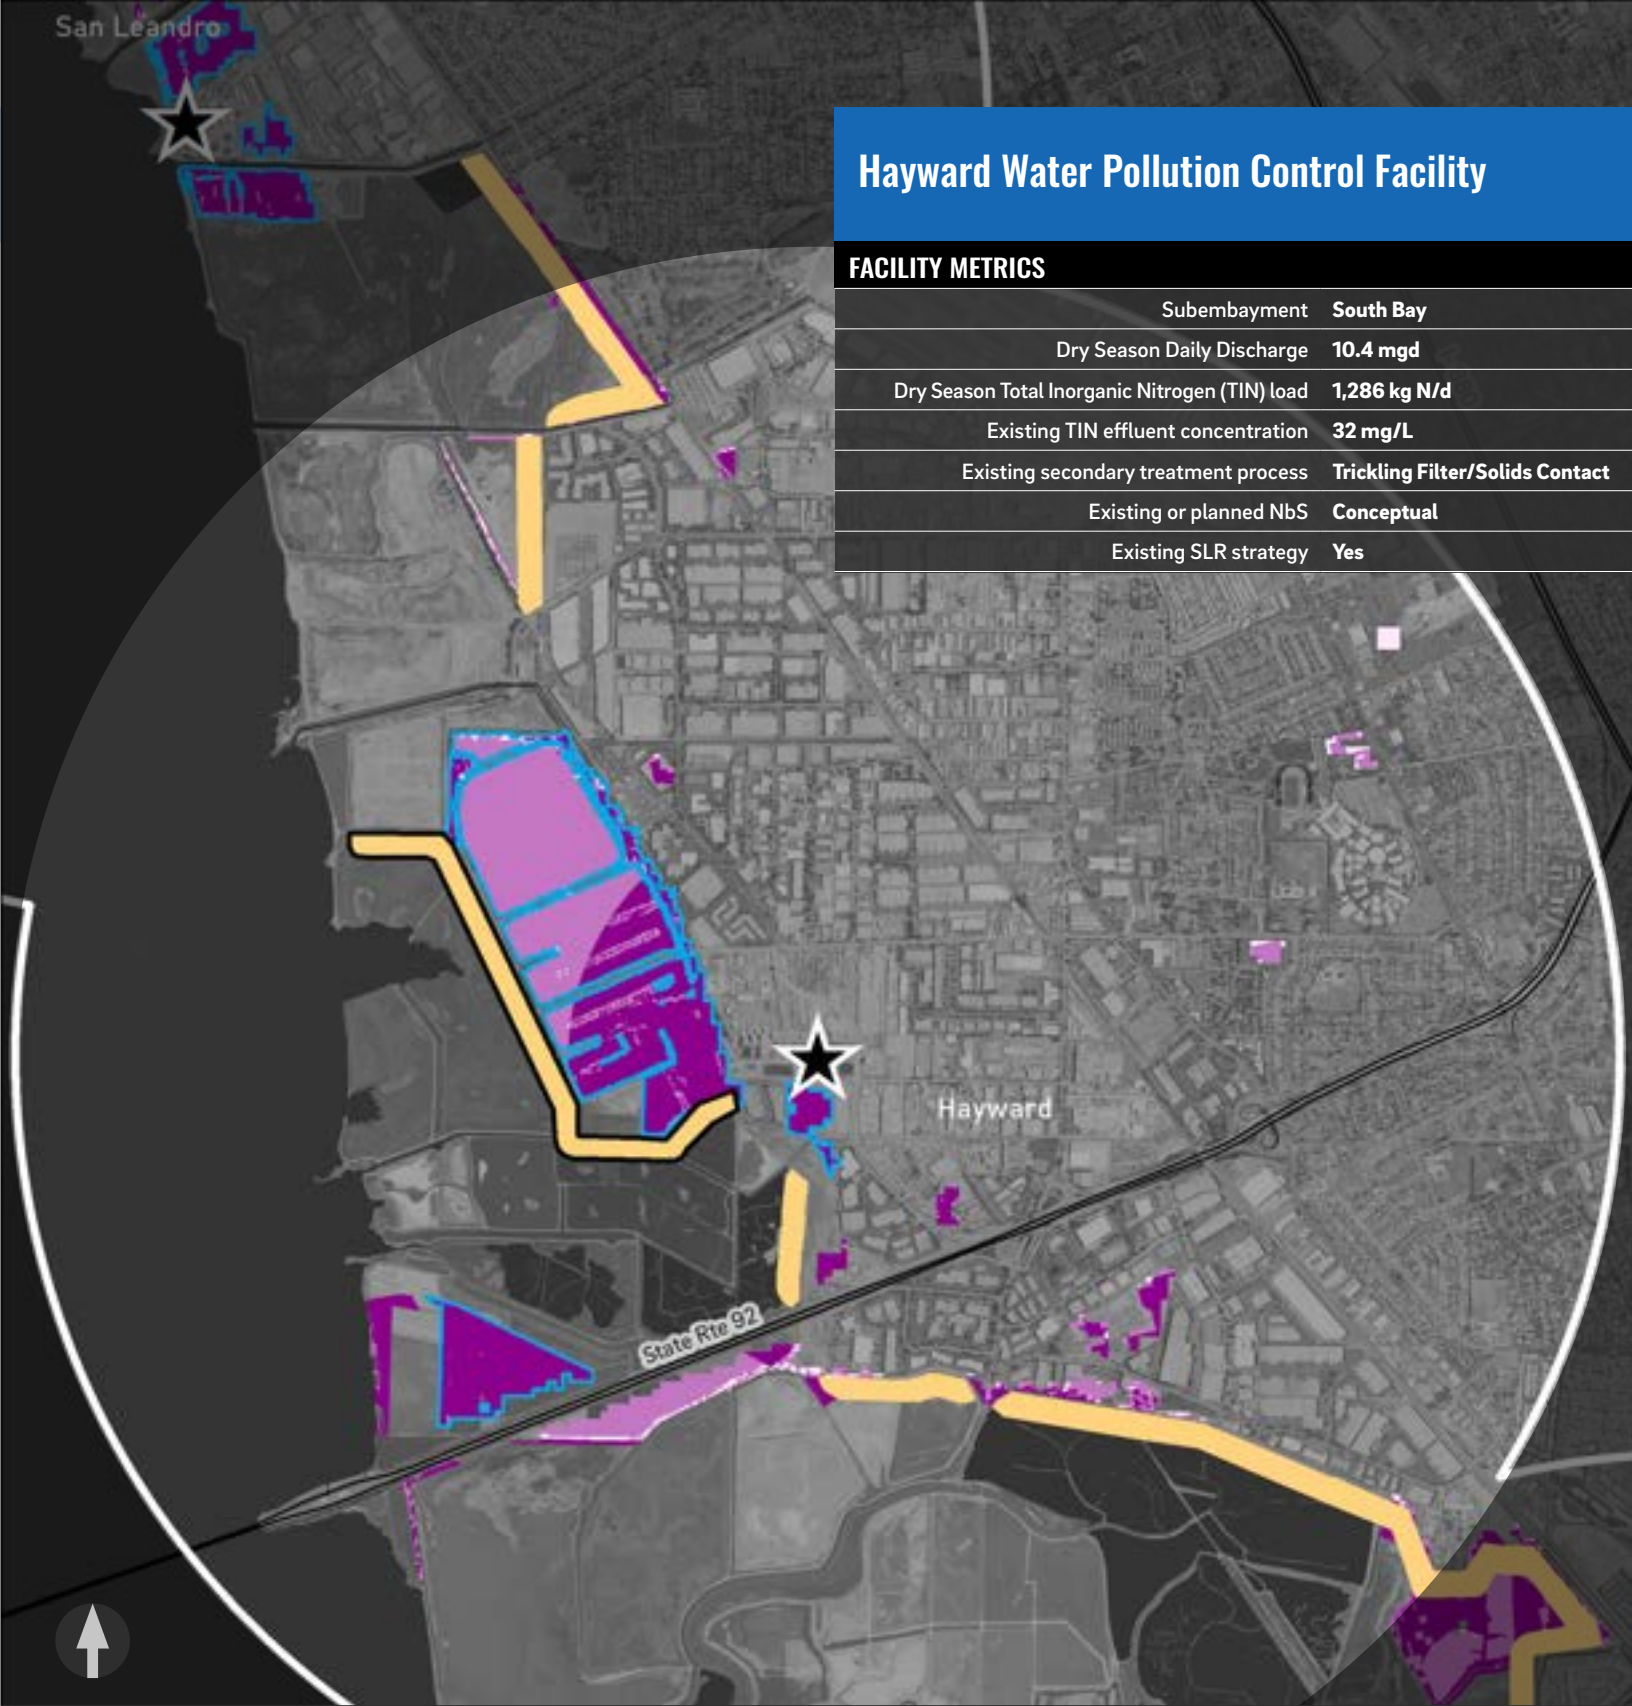 San Leandro
Hayward Water Pollution Control Facility
FACILITY METRICS
Subembayment South Bay
Dry Season Daily Discharge 10.4 mgd
Dry Season Total Inorganic Nitrogen (TIN) load 1,286 kg N/d
Existing TIN effluent concentration 32 mg/L
Existing secondary treatment process Trickling Filter/Solids Contact
Existing or planned NbS Conceptual
Existing SLR strategy Yes
Hayward
State Rte 92